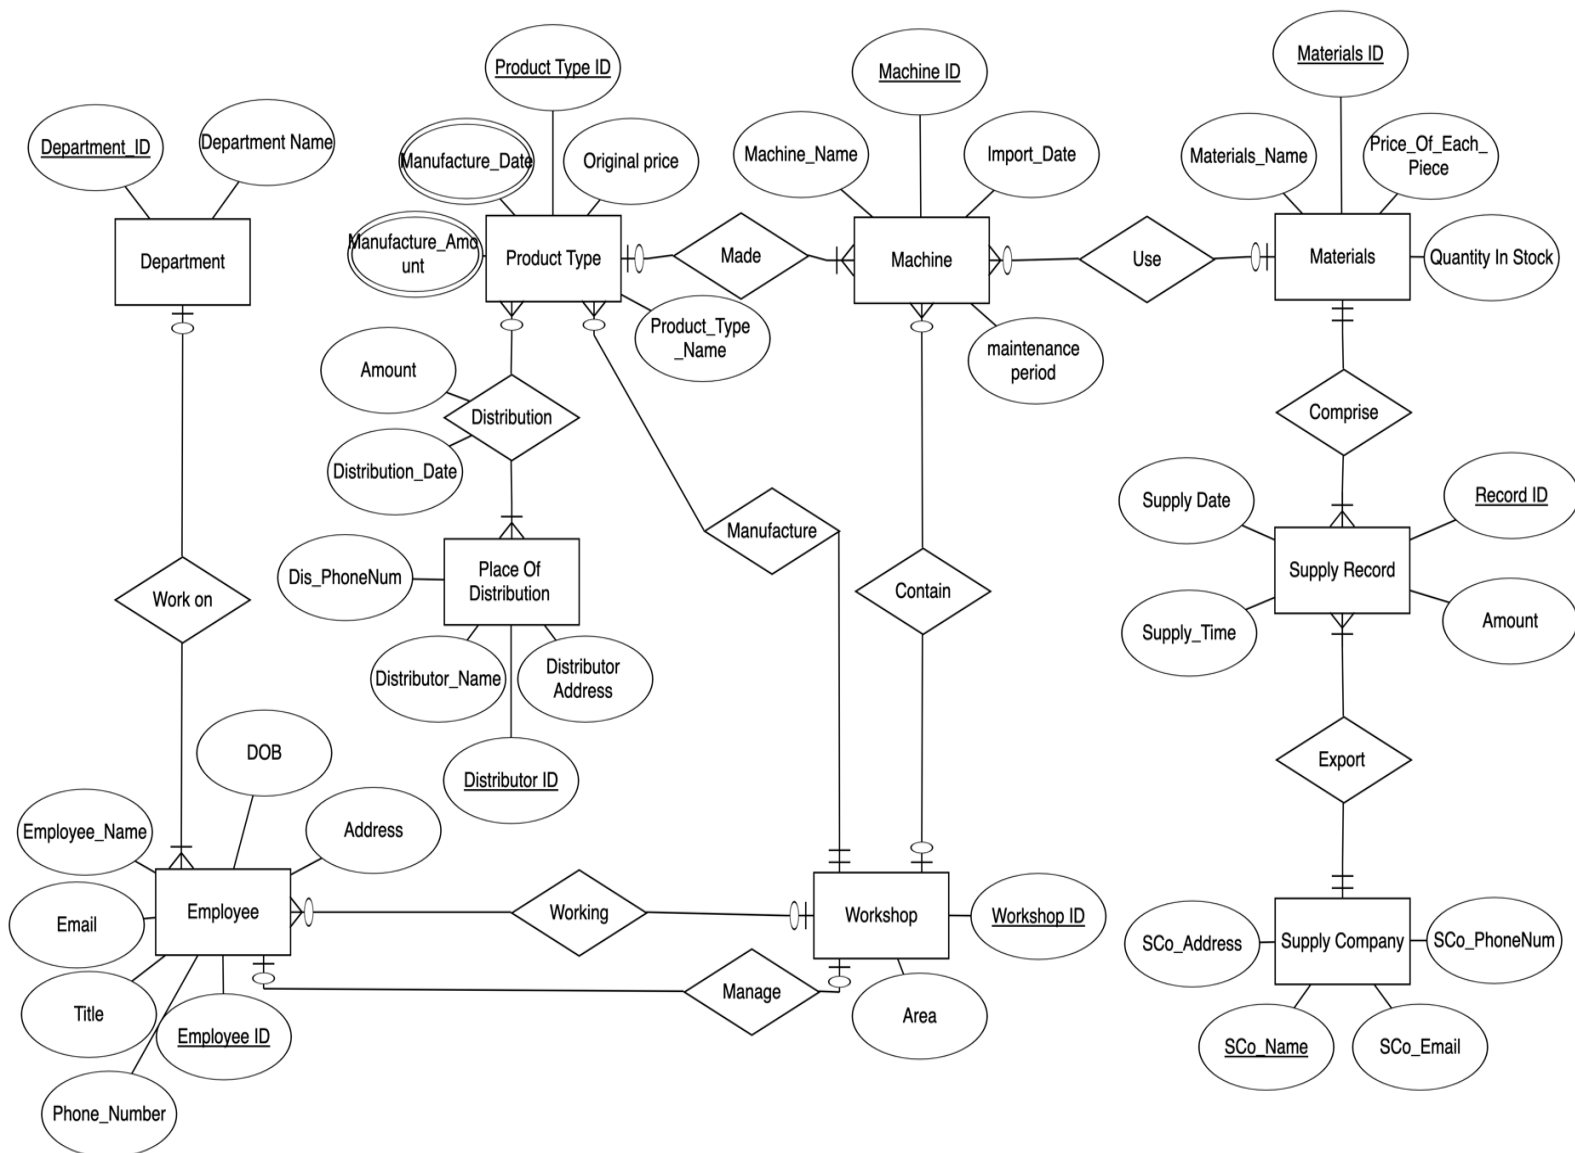 Product Type ID
Machine ID
Materials ID
Department_ID
Department Name
Manufacture_Date
Original price
Machine_Name
Import_Date
Materials_Name
Price_Of_Each_
Piece
Manufacture_Amo
unt
Department
Product Type
Made
Machine
Use
Materials
Quantity In Stock
Product_Type
_Name
maintenance
period
Amount
Distribution
Comprise
Distribution_Date
Supply Date
Record ID
Manufacture
Dis_PhoneNum
Place Of
Distribution
Contain
Supply Record
Work on
Supply_Time
Amount
Distributor_Name
Distributor
Address
DOB
Export
Distributor ID
Employee_Name
Address
Employee
Working
Workshop
Workshop ID
Email
SCo_Address
Supply Company
SCo_PhoneNum
Manage
Title
Employee ID
Area
SCo_Name
SCo_Email
Phone_Number